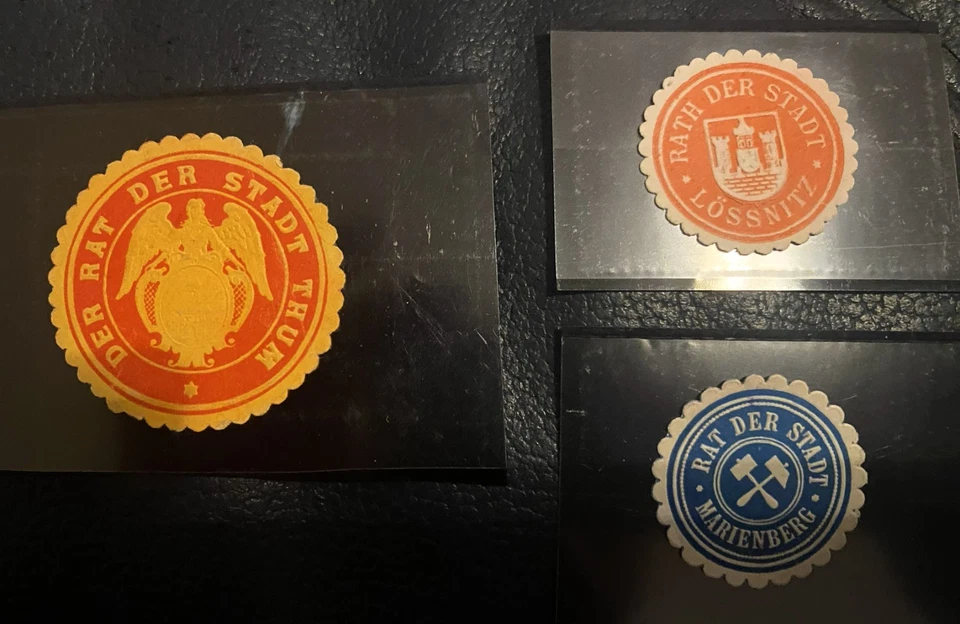 DER RAT DER STADT THUM
RATH DER STADT
LÖSSNITZ
RAT DER STADT
MARIENBERG